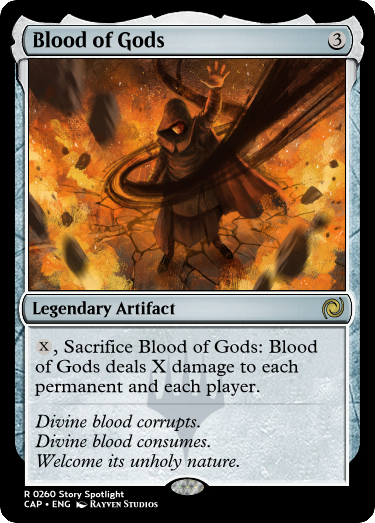 Blood of Gods 3
Legendary Artifact
X, Sacrifice Blood of Gods: Blood
of Gods deals X damage to each
permanent and each player.
Divine blood corrupts.
Divine blood consumes.
Welcome its unholy nature.
R 0260 Story Spotlight
CAP • ENG RAYVEN STUDIOS